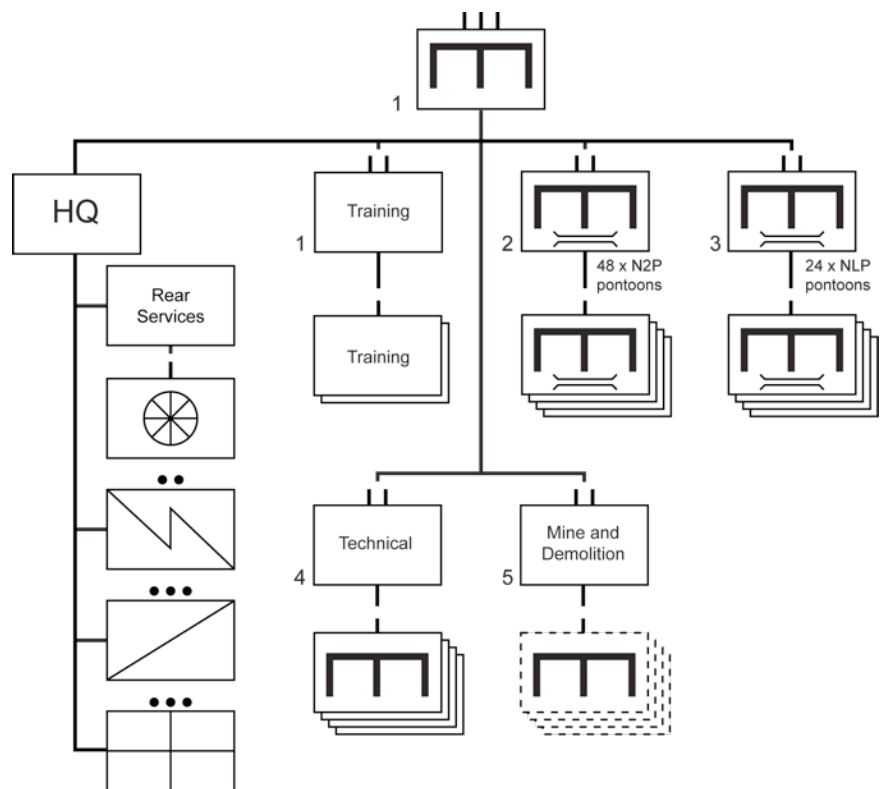 1
HQ
Training
1
2
3
48 x N2P
pontoons
24 x NLP
pontoons
Rear
Services
Training
Technical
4
Mine and
Demolition
5